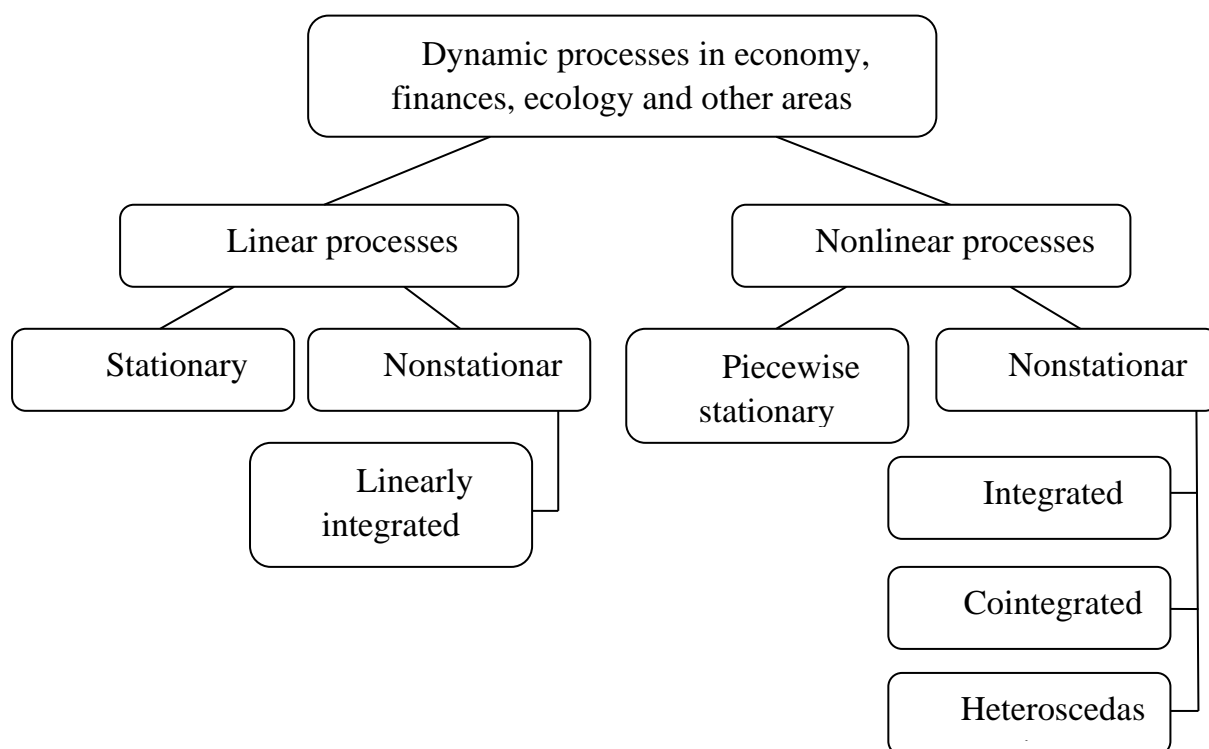 Dynamic processes in economy,
finances, ecology and other areas
Linear processes
Nonlinear processes
Stationary
Nonstationar
Piecewise
stationary
Nonstationar
Linearly
integrated
Integrated
Cointegrated
Heteroscedas